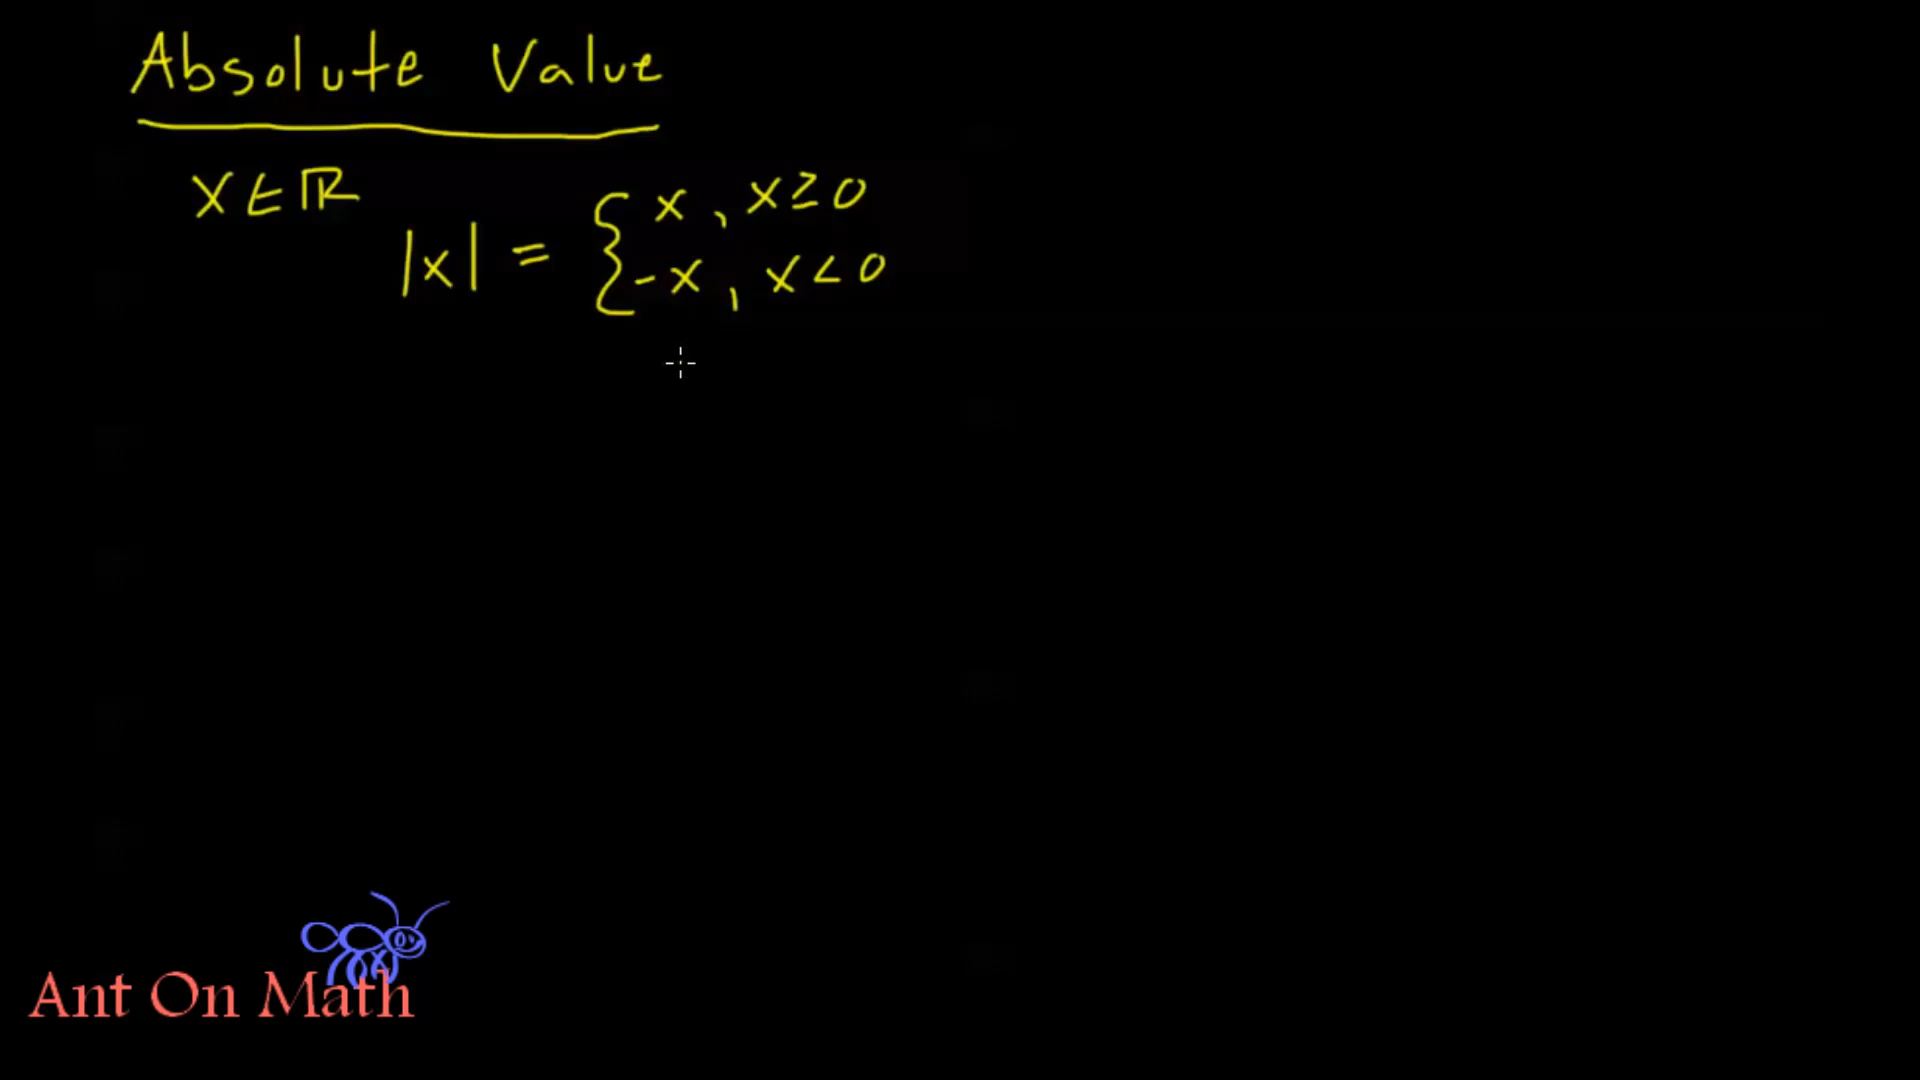 Absolute Value
x∈ℝ
|x| = { x , x ≥ 0
-x , x < 0
Ant On Math